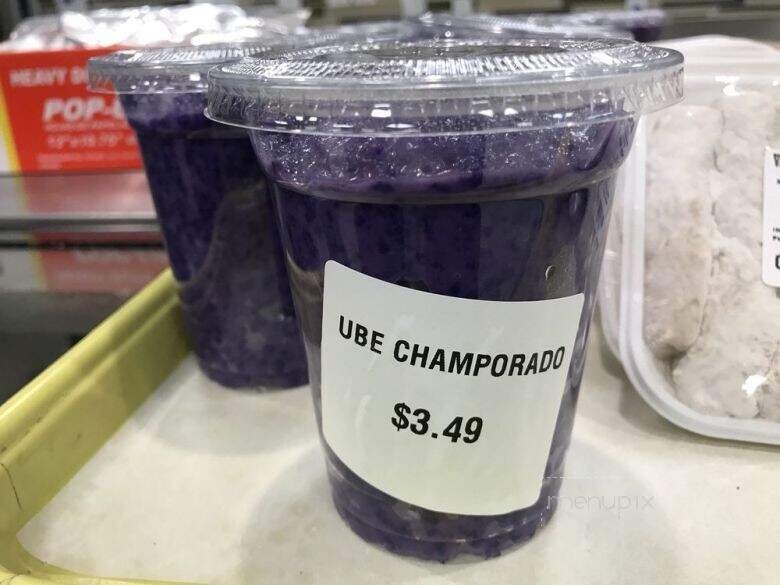 HEAVY
POP-
UBE CHAMPORADO
$3.49
menupix